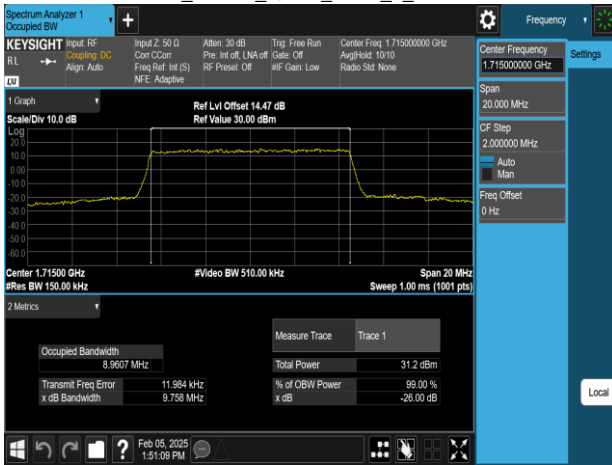 Spectrum Analyzer 1
Occupied BW
+
Frequency
KEYSIGHT
RL
LXI
Input: RF
Coupling: DC
Align: Auto
Input Z: 50 Ω
Corr CCorr
Freq Ref: Int (S)
NFE: Adaptive
Atten: 30 dB
Pre: Int off, LNA off
RF Presel: Off
Trig: Free Run
Gate: Off
#IF Gain: Low
Center Freq: 1.715000000 GHz
Avg|Hold: 10/10
Radio Std: None
Center Frequency
1.715000000 GHz
Settings
Span
20.000 MHz
CF Step
2.000000 MHz
Auto
Man
Freq Offset
0 Hz
Local
1 Graph
Scale/Div 10.0 dB
Ref Lvl Offset 14.47 dB
Ref Value 30.00 dBm
Log
20.0
10.0
0.00
-10.0
-20.0
-30.0
-40.0
-50.0
-60.0
Center 1.71500 GHz
#Res BW 150.00 kHz
#Video BW 510.00 kHz
Span 20 MHz
Sweep 1.00 ms (1001 pts)
2 Metrics
Measure Trace Trace 1
Occupied Bandwidth
8.9607 MHz
Total Power 31.2 dBm
Transmit Freq Error 11.984 kHz
% of OBW Power 99.00 %
x dB Bandwidth 9.758 MHz
x dB -26.00 dB
?
Feb 05, 2025
1:51:09 PM